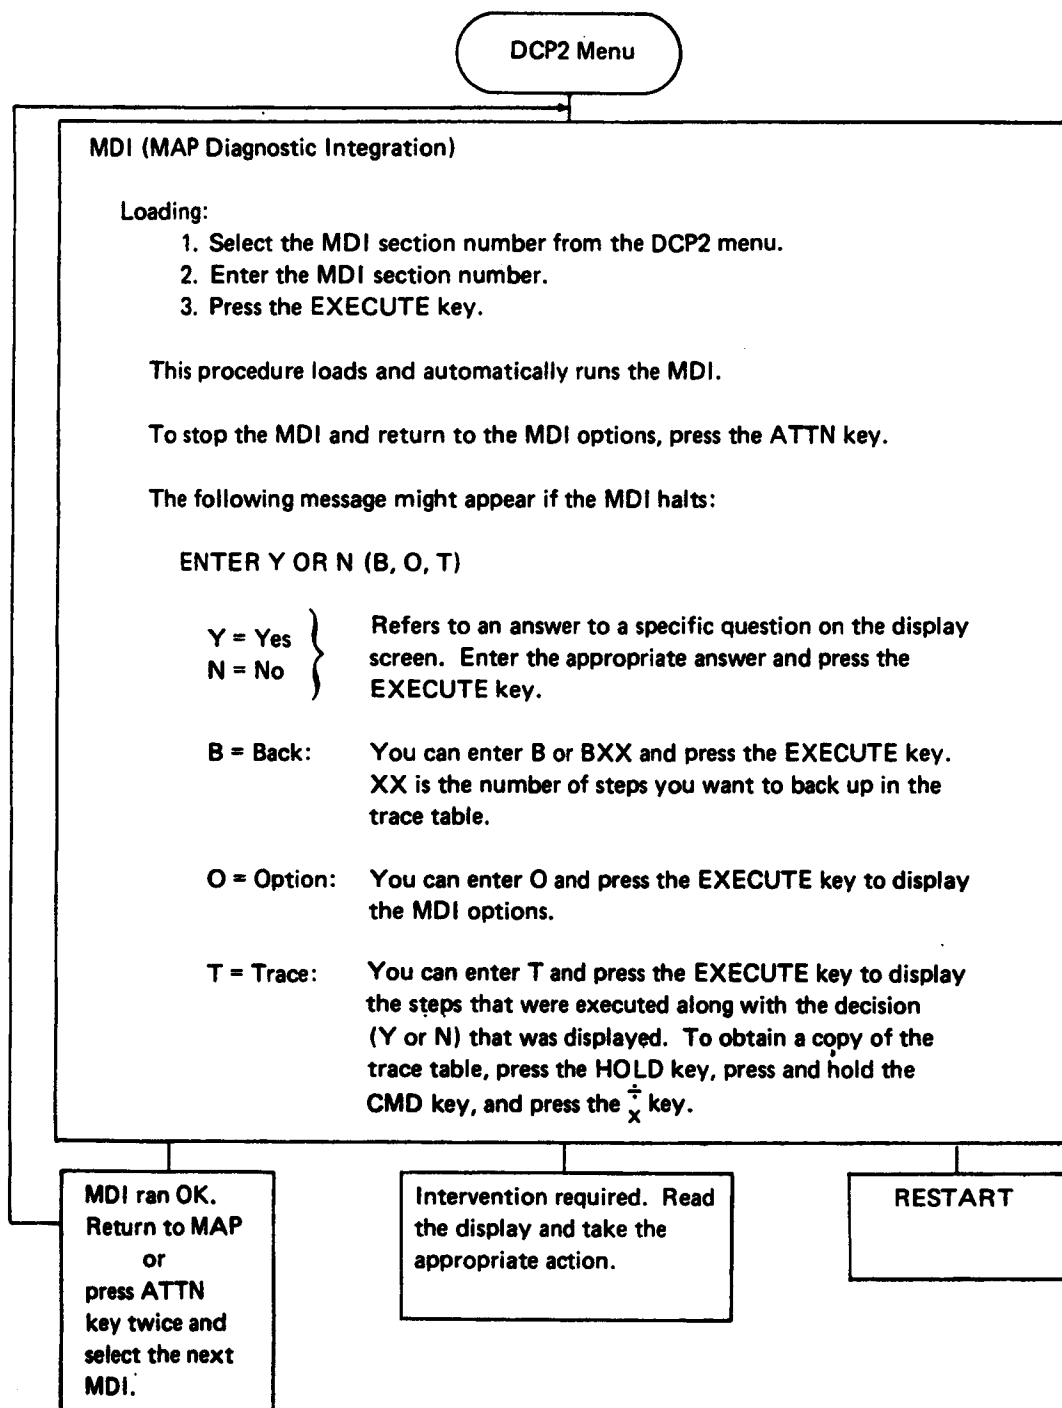 DCP2 Menu
MDI (MAP Diagnostic Integration)
Loading:
1. Select the MDI section number from the DCP2 menu.
2. Enter the MDI section number.
3. Press the EXECUTE key.
This procedure loads and automatically runs the MDI.
To stop the MDI and return to the MDI options, press the ATTN key.
The following message might appear if the MDI halts:
ENTER Y OR N (B, O, T)
Y = Yes
N = No
Refers to an answer to a specific question on the display
screen. Enter the appropriate answer and press the
EXECUTE key.
B = Back: You can enter B or BXX and press the EXECUTE key.
XX is the number of steps you want to back up in the
trace table.
O = Option: You can enter O and press the EXECUTE key to display
the MDI options.
T = Trace: You can enter T and press the EXECUTE key to display
the steps that were executed along with the decision
(Y or N) that was displayed. To obtain a copy of the
trace table, press the HOLD key, press and hold the
CMD key, and press the ÷ x key.
MDI ran OK.
Return to MAP
or
press ATTN
key twice and
select the next
MDI.
Intervention required. Read
the display and take the
appropriate action.
RESTART